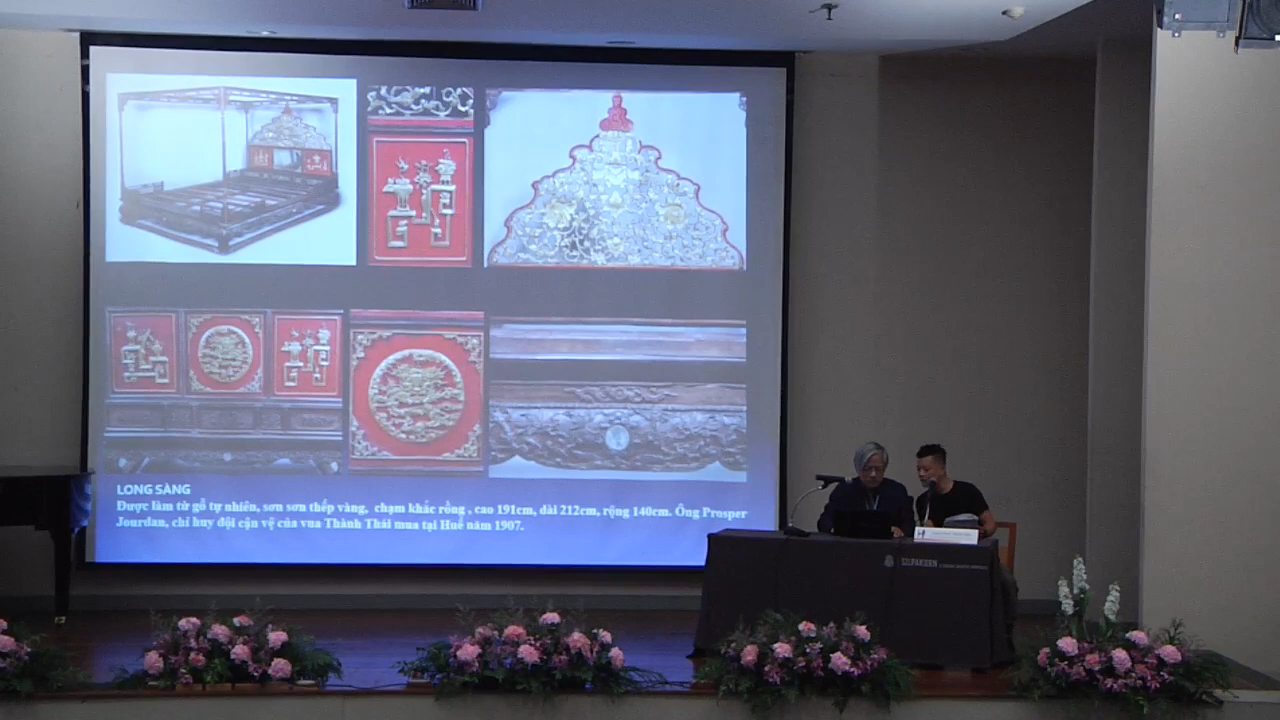 LONG SÀNG
Được làm từ gỗ tự nhiên, sơn son thếp vàng, chạm khắc rồng , cao 191cm, dài 212cm, rộng 140cm. Ông Prosper
Jourdan, chỉ huy đội cận vệ của vua Thành Thái mua tại Huế năm 1907.
SILPAKORN